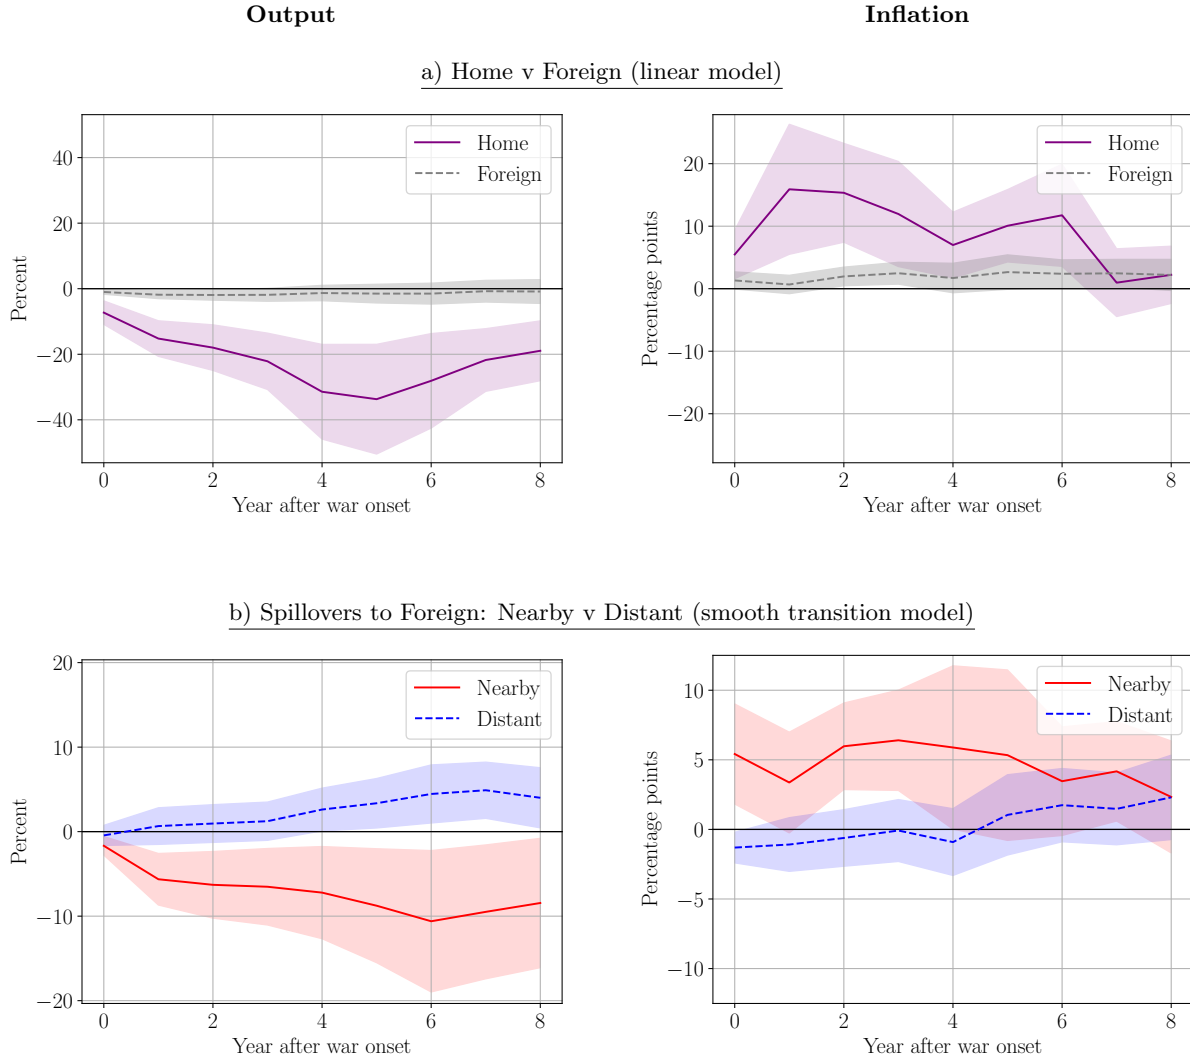 Output
Inflation
a) Home v Foreign (linear model)
Home
Foreign
40
20
0
−20
−40
Percent
0 2 4 6 8
Year after war onset
Home
Foreign
20
10
0
−10
−20
Percentage points
0 2 4 6 8
Year after war onset
b) Spillovers to Foreign: Nearby v Distant (smooth transition model)
Nearby
Distant
20
10
0
−10
−20
Percent
0 2 4 6 8
Year after war onset
Nearby
Distant
10
5
0
−5
−10
Percentage points
0 2 4 6 8
Year after war onset